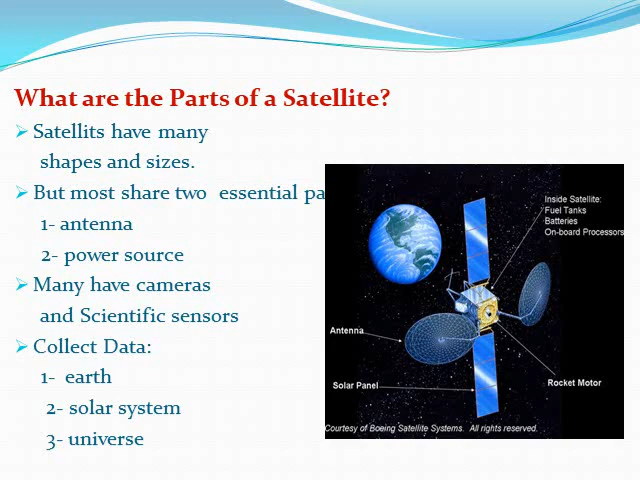 What are the Parts of a Satellite?
Satellits have many
shapes and sizes.
But most share two essential pa
1- antenna
2- power source
Many have cameras
and Scientific sensors
Collect Data:
1- earth
2- solar system
3- universe
Inside Satellite:
Fuel Tanks
Batteries
On-board Processors
Antenna
Solar Panel
Rocket Motor
Courtesy of Boeing Satellite Systems. All rights reserved.